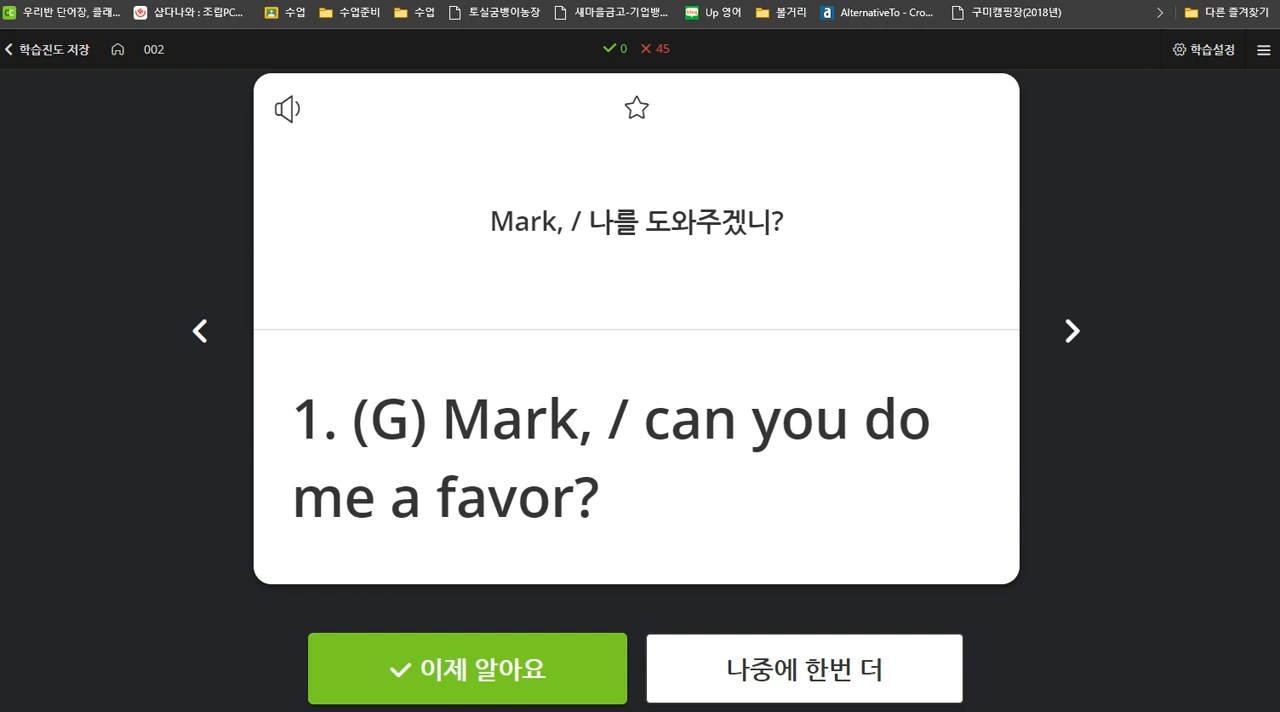 우리반 단어장, 클래... 샵다나와 : 조립PC... 수업 수업준비 수업 토실굼벵이농장 새마을금고-기업뱅... Up 영어 볼거리 AlternativeTo - Cro... 구미캠핑장(2018년) 다른 즐겨찾기
학습진도 저장 002 0 45 학습설정
Mark, / 나를 도와주겠니?
1. (G) Mark, / can you do
me a favor?
이제 알아요 나중에 한번 더